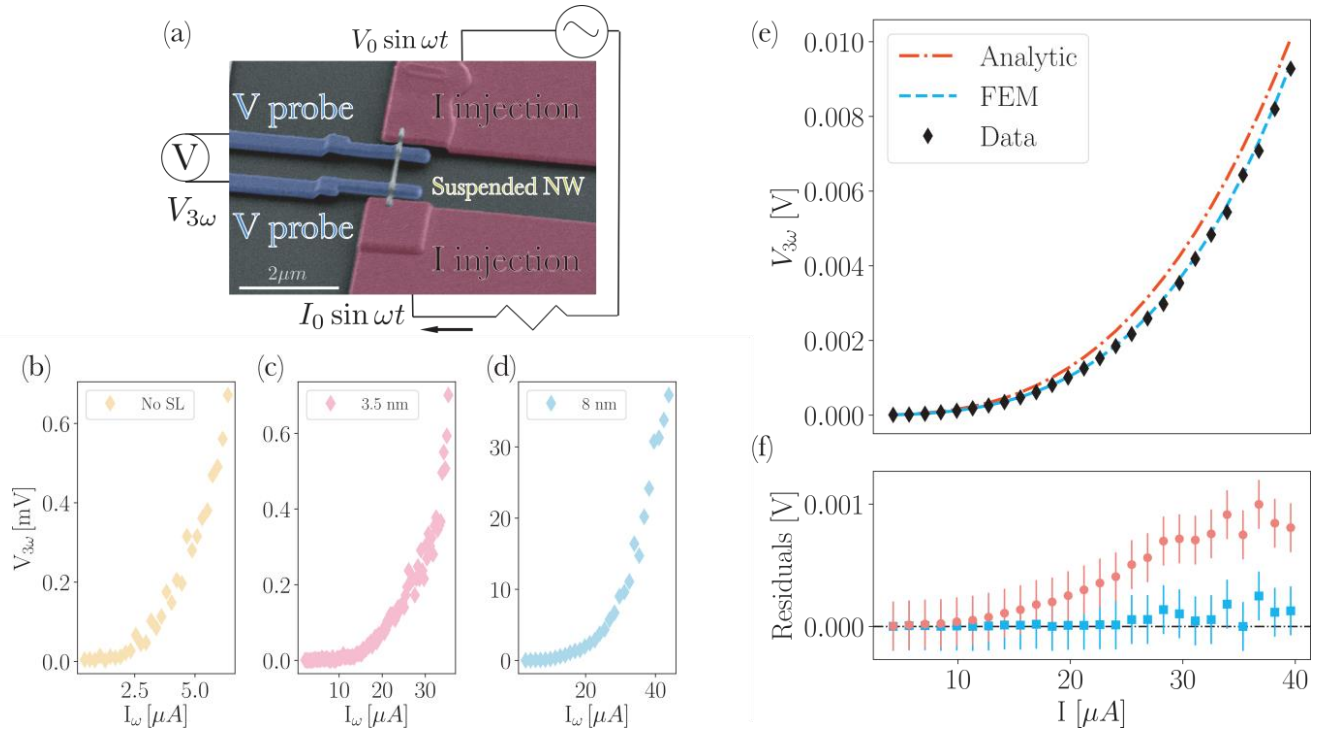 (a)
V₀ sin ωt
V probe
I injection
V
V₃ω
Suspended NW
V probe
I injection
2μm
I₀ sin ωt
(b)
No SL
V₃ω [mV]
0.6
0.4
0.2
0.0
2.5 5.0
I_ω [μA]
(c)
3.5 nm
0.6
0.4
0.2
0.0
10 20 30
I_ω [μA]
(d)
8 nm
30
20
10
0
20 40
I_ω [μA]
(e)
Analytic
FEM
Data
V₃ω [V]
0.010
0.008
0.006
0.004
0.002
0.000
(f)
Residuals [V]
0.001
0.000
10 20 30 40
I [μA]